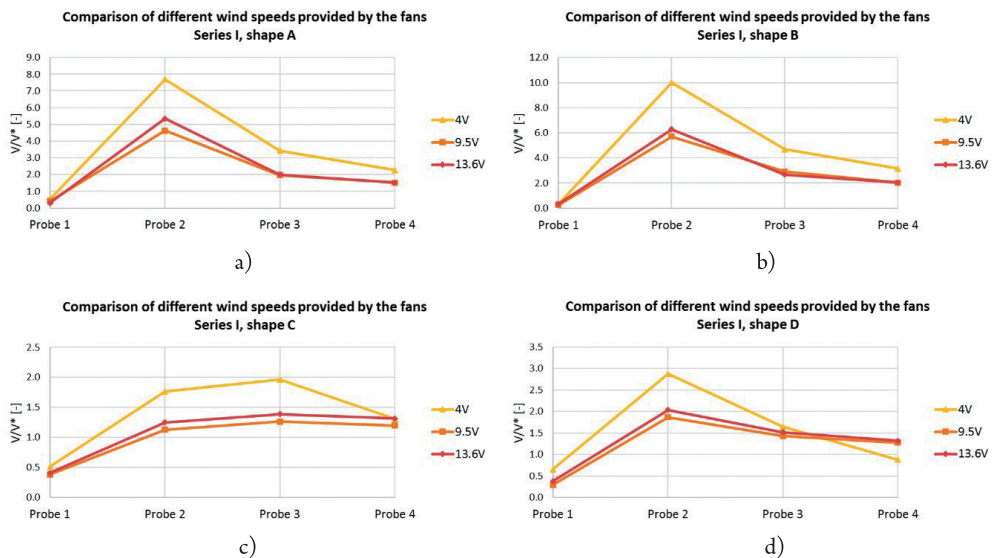 Comparison of different wind speeds provided by the fans
Series I, shape A
V/V* [-]
8.0
7.0
6.0
5.0
4.0
3.0
2.0
1.0
0.0
Probe 1 Probe 2 Probe 3 Probe 4
4V
9.5V
13.6V
a)
Comparison of different wind speeds provided by the fans
Series I, shape B
V/V* [-]
12.0
10.0
8.0
6.0
4.0
2.0
0.0
Probe 1 Probe 2 Probe 3 Probe 4
4V
9.5V
13.6V
b)
Comparison of different wind speeds provided by the fans
Series I, shape C
V/V* [-]
2.5
2.0
1.5
1.0
0.5
0.0
Probe 1 Probe 2 Probe 3 Probe 4
4V
9.5V
13.6V
c)
Comparison of different wind speeds provided by the fans
Series I, shape D
V/V* [-]
3.5
3.0
2.5
2.0
1.5
1.0
0.5
0.0
Probe 1 Probe 2 Probe 3 Probe 4
4V
9.5V
13.6V
d)